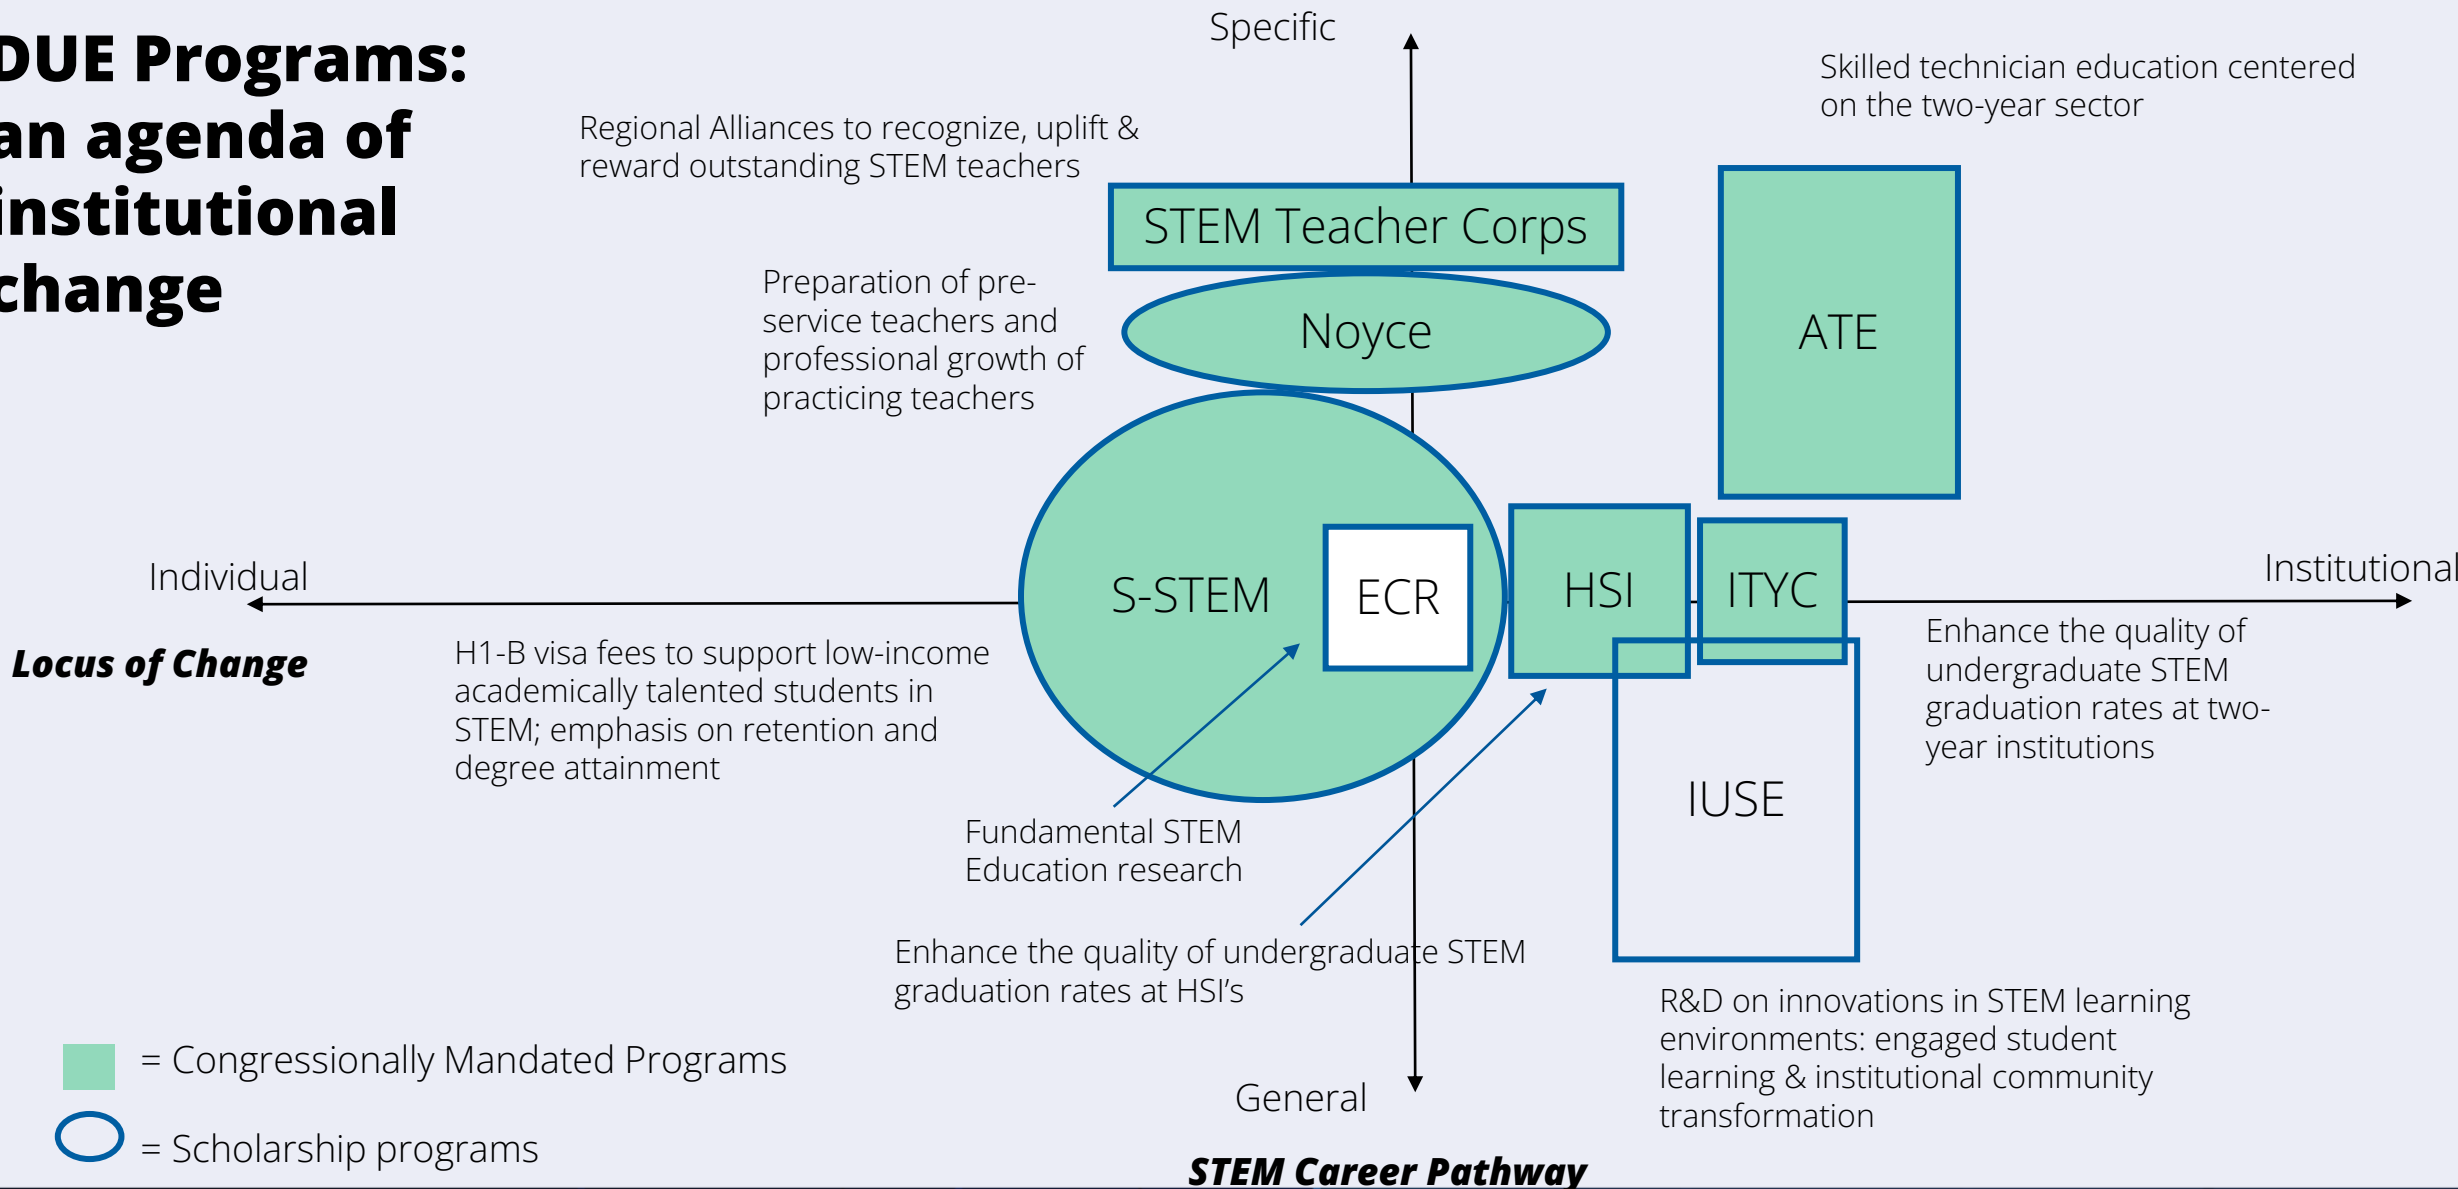 DUE Programs:
an agenda of
institutional
change
Specific
Skilled technician education centered
on the two-year sector
Regional Alliances to recognize, uplift &
reward outstanding STEM teachers
STEM Teacher Corps
Preparation of pre-
service teachers and
professional growth of
practicing teachers
Noyce
ATE
Individual
Institutional
S-STEM
ECR
HSI
ITYC
Locus of Change
H1-B visa fees to support low-income
academically talented students in
STEM; emphasis on retention and
degree attainment
Enhance the quality of
undergraduate STEM
graduation rates at two-
year institutions
IUSE
Fundamental STEM
Education research
Enhance the quality of undergraduate STEM
graduation rates at HSI’s
R&D on innovations in STEM learning
environments: engaged student
learning & institutional community
transformation
= Congressionally Mandated Programs
General
= Scholarship programs
STEM Career Pathway